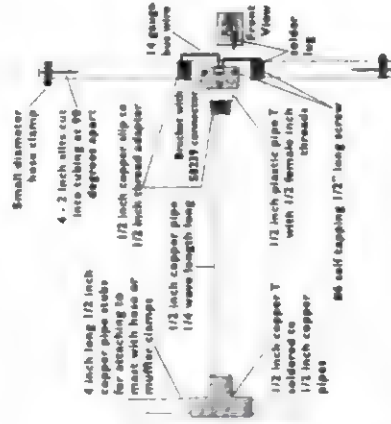 Small diameter
hose clamp
4 - 2 inch slits cut
into tubing at 90
degrees apart
1/2 inch copper slip to
1/2 inch thread adapter
Bracket with
SO239 connector
14 gauge
bus wire
Front
View
solder
lug
1/2 inch copper pipe
1/4 wave length long
1/2 inch plastic pipe T
with 1/2 female inch
threads
#6 self tapping 1/2" long screw
4 inch long 1/2 inch
copper pipe stubs
for attaching to
mast with hose or
muffler clamps
1/2 inch copper T
soldered to
1/2 inch copper
pipes